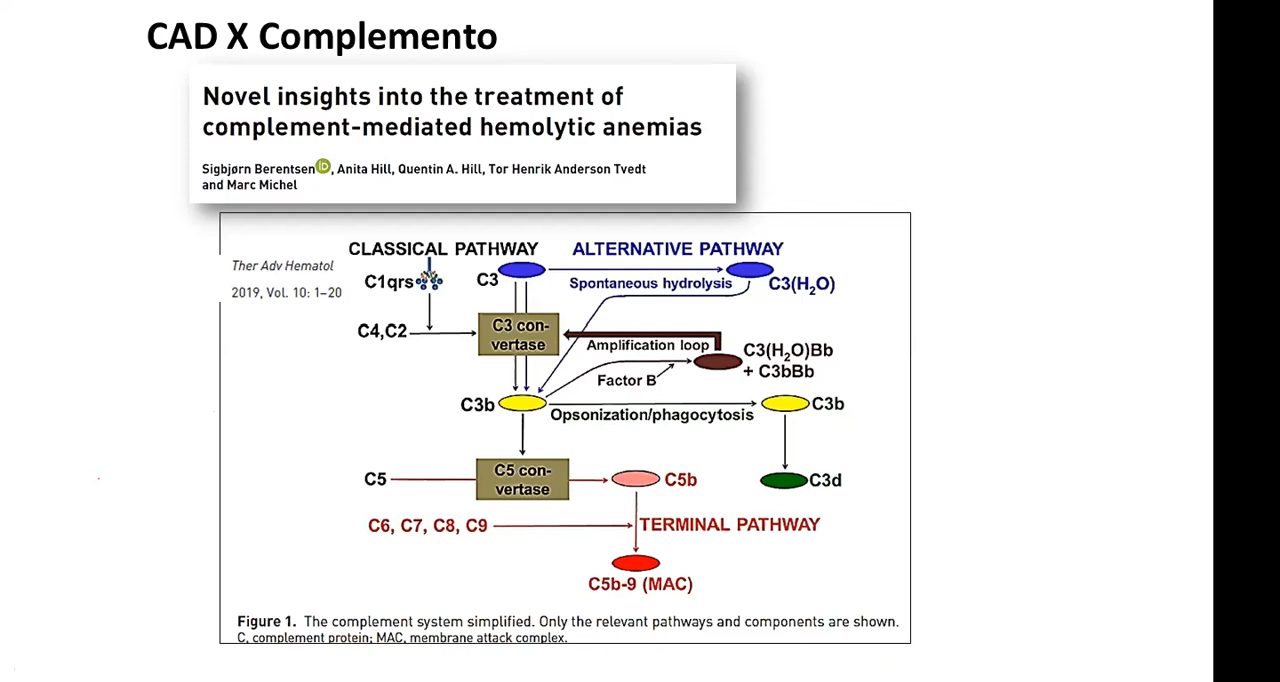 CAD X Complemento
Novel insights into the treatment of
complement-mediated hemolytic anemias
Sigbjørn Berentsen iD, Anita Hill, Quentin A. Hill, Tor Henrik Anderson Tvedt
and Marc Michel
Ther Adv Hematol
2019, Vol. 10: 1–20
CLASSICAL PATHWAY
ALTERNATIVE PATHWAY
C1qrs
C3
Spontaneous hydrolysis
C3(H₂O)
C4,C2
C3 con-
vertase
Amplification loop
C3(H₂O)Bb
+ C3bBb
Factor B
C3b
Opsonization/phagocytosis
C3b
C5
C5 con-
vertase
C5b
C3d
C6, C7, C8, C9
TERMINAL PATHWAY
C5b-9 (MAC)
Figure 1. The complement system simplified. Only the relevant pathways and components are shown.
C, complement protein; MAC, membrane attack complex.